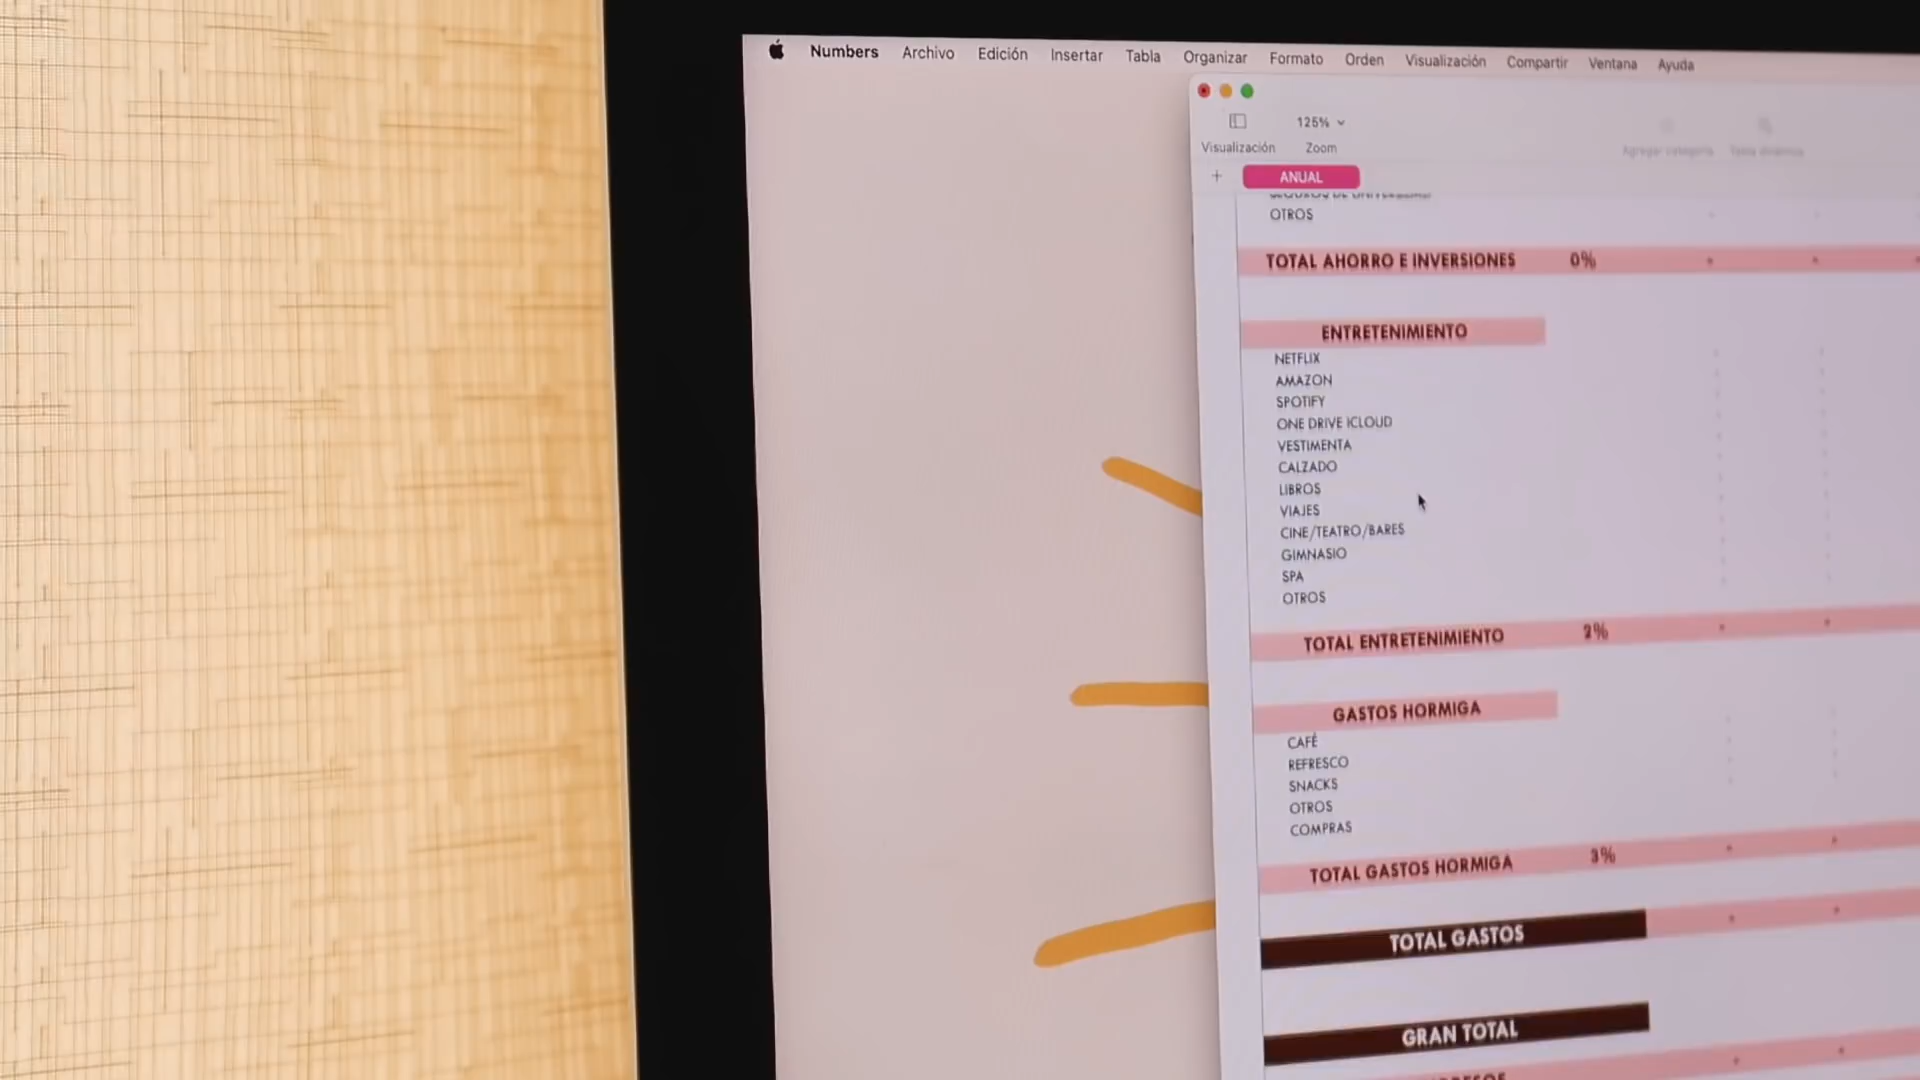 Numbers Archivo Edición Insertar Tabla Organizar Formato Orden Visualización Compartir Ventana Ayuda
125%
Visualización Zoom Agregar categoría
+ ANUAL
OTROS
TOTAL AHORRO E INVERSIONES 0%
ENTRETENIMIENTO
NETFLIX
AMAZON
SPOTIFY
ONE DRIVE ICLOUD
VESTIMENTA
CALZADO
LIBROS
VIAJES
CINE/TEATRO/BARES
GIMNASIO
SPA
OTROS
TOTAL ENTRETENIMIENTO 2%
GASTOS HORMIGA
CAFÉ
REFRESCO
SNACKS
OTROS
COMPRAS
TOTAL GASTOS HORMIGA 3%
TOTAL GASTOS
GRAN TOTAL